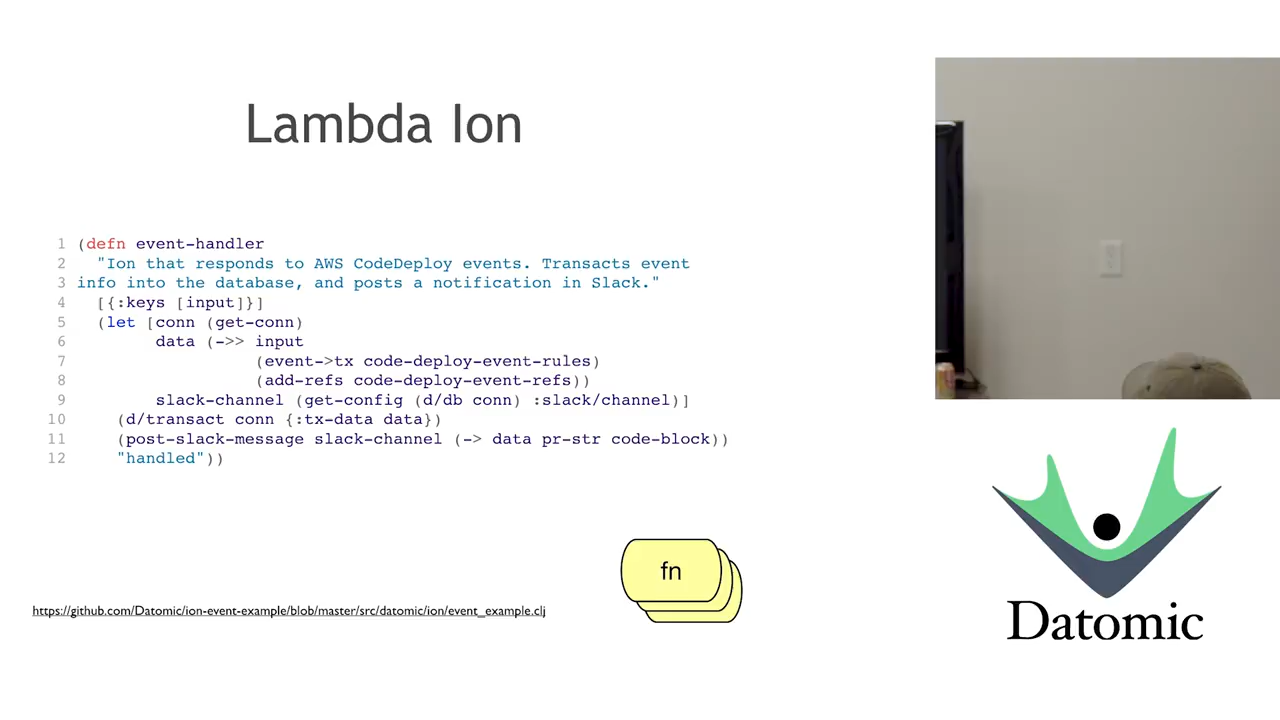 Lambda Ion
1 (defn event-handler
2 "Ion that responds to AWS CodeDeploy events. Transacts event
3 info into the database, and posts a notification in Slack."
4 [{:keys [input]}]
5 (let [conn (get-conn)
6 data (->> input
7 (event->tx code-deploy-event-rules)
8 (add-refs code-deploy-event-refs))
9 slack-channel (get-config (d/db conn) :slack/channel)]
10 (d/transact conn {:tx-data data})
11 (post-slack-message slack-channel (-> data pr-str code-block))
12 "handled"))
fn
https://github.com/Datomic/ion-event-example/blob/master/src/datomic/ion/event_example.clj
Datomic